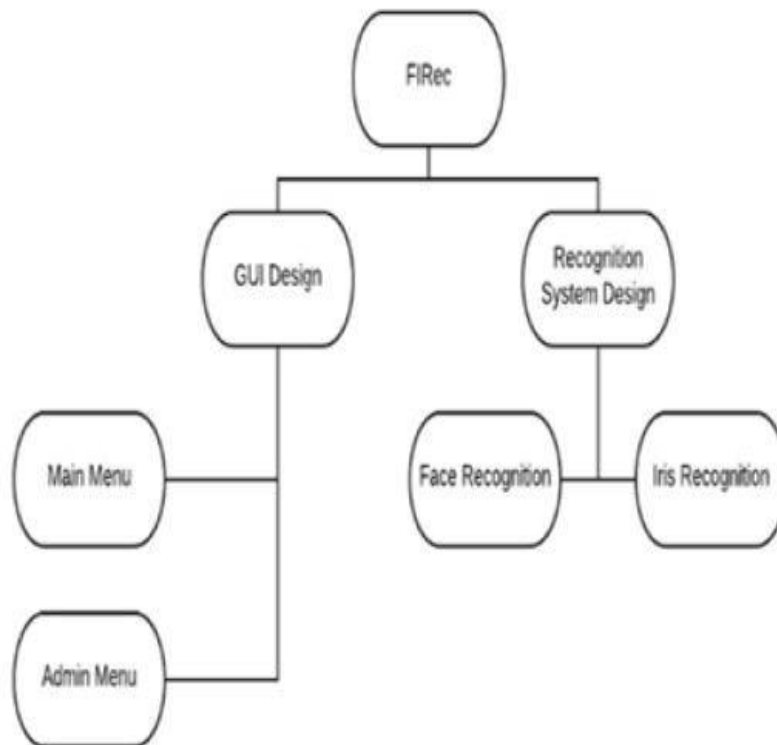 FIRec
GUI Design
Recognition
System Design
Main Menu
Face Recognition
Iris Recognition
Admin Menu